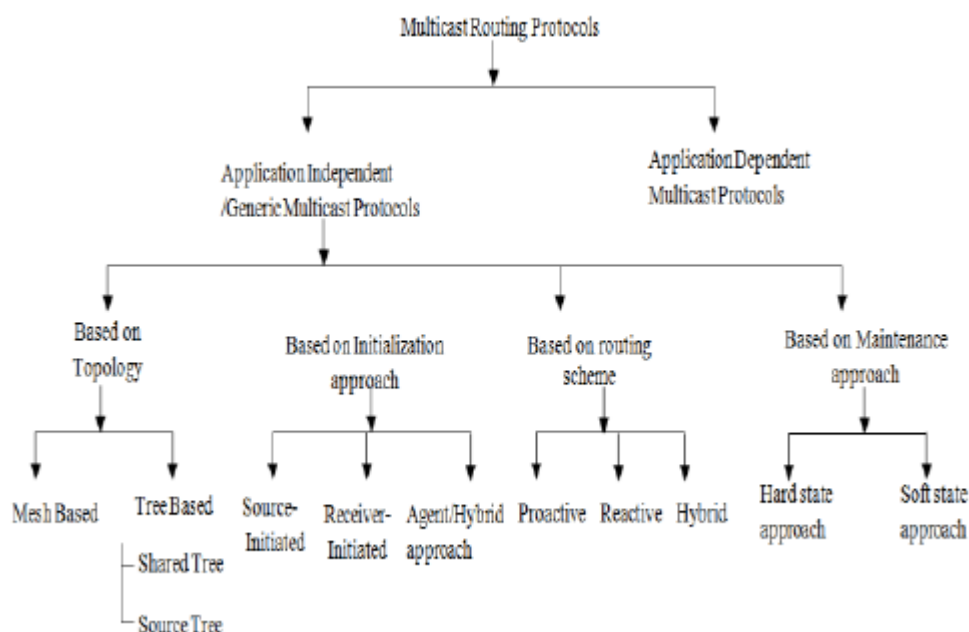 Multicast Routing Protocols
Application Independent
/Generic Multicast Protocols
Application Dependent
Multicast Protocols
Based on
Topology
Based on Initialization
approach
Based on routing
scheme
Based on Maintenance
approach
Mesh Based
Tree Based
Shared Tree
Source Tree
Source-
Initiated
Receiver-
Initiated
Agent/Hybrid
approach
Proactive
Reactive
Hybrid
Hard state
approach
Soft state
approach